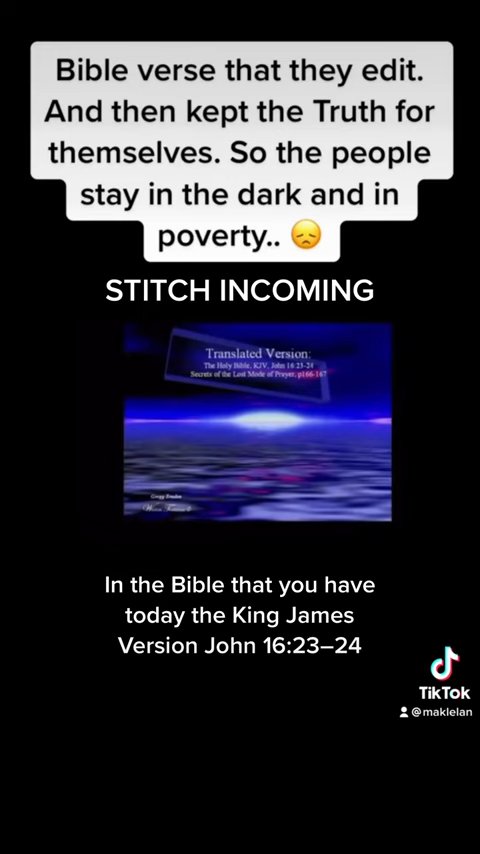 Bible verse that they edit.
And then kept the Truth for
themselves. So the people
stay in the dark and in
poverty.. 😞
STITCH INCOMING
Translated Version:
The Holy Bible, KJV, John 16:23-24
Secrets of the Lost Mode of Prayer, p166-167
Gregg Braden
In the Bible that you have
today the King James
Version John 16:23–24
TikTok
@maklelan